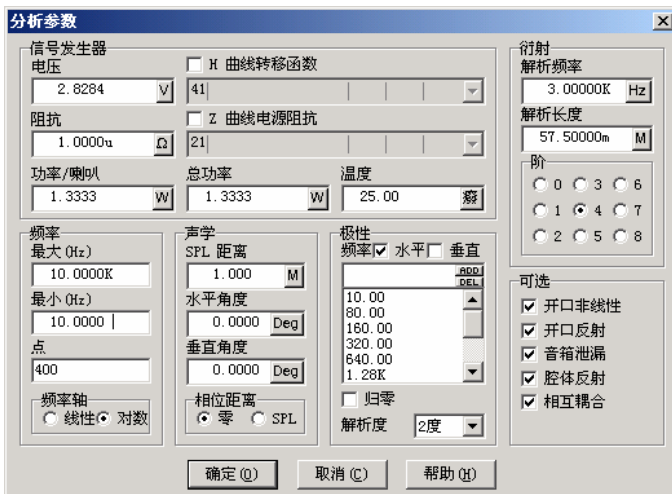 分析参数
信号发生器
电压
2.8284 V
H 曲线转移函数
41
阻抗
1.0000u Ω
Z 曲线电源阻抗
21
功率/喇叭
1.3333 W
总功率
1.3333 W
温度
25.00 癈
衍射
解析频率
3.00000K Hz
解析长度
57.50000m M
阶
0 3 6
1 4 7
2 5 8
频率
最大(Hz)
10.0000K
最小(Hz)
10.0000
点
400
频率轴
线性 对数
声学
SPL 距离
1.000 M
水平角度
0.0000 Deg
垂直角度
0.0000 Deg
相位距离
零 SPL
极性
频率 水平 垂直
ADD
DEL
10.00
80.00
160.00
320.00
640.00
1.28K
归零
解析度 2度
可选
开口非线性
开口反射
音箱泄漏
腔体反射
相互耦合
确定(O) 取消(C) 帮助(H)